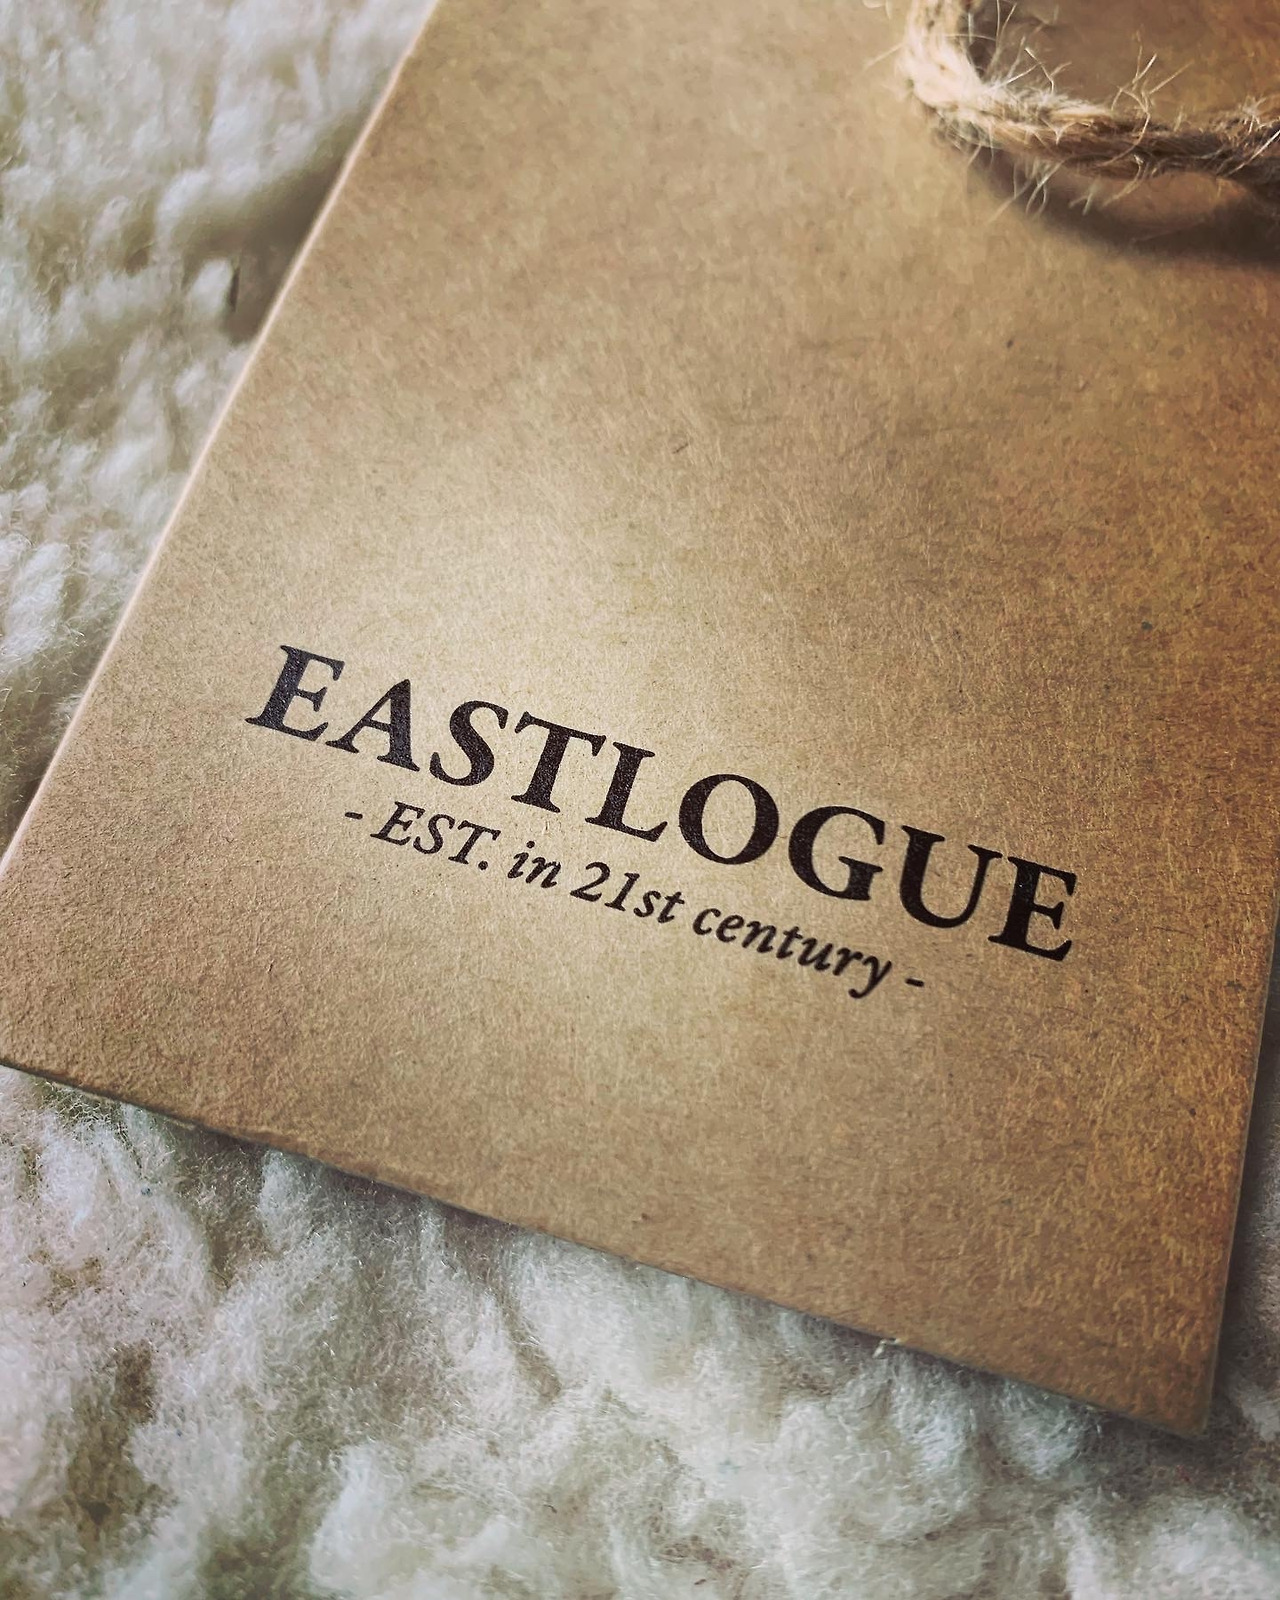 EASTLOGUE
- EST. in 21st century -